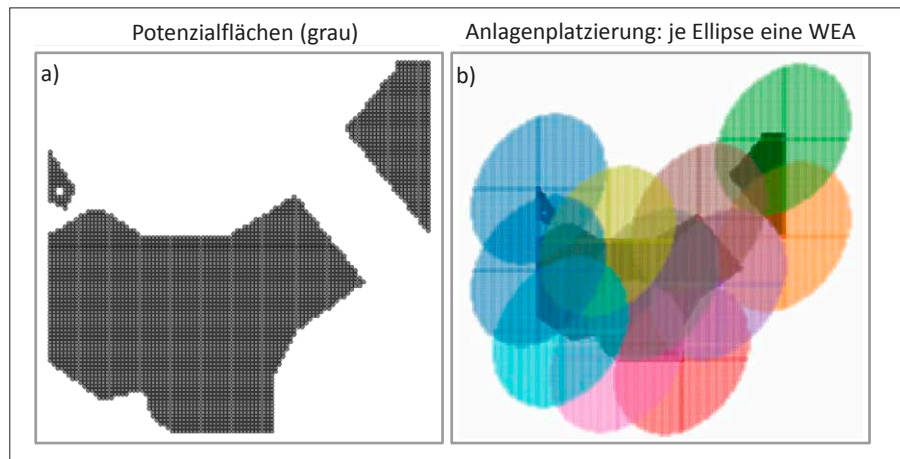 Potenzialflächen (grau)
Anlagenplatzierung: je Ellipse eine WEA
a)
b)